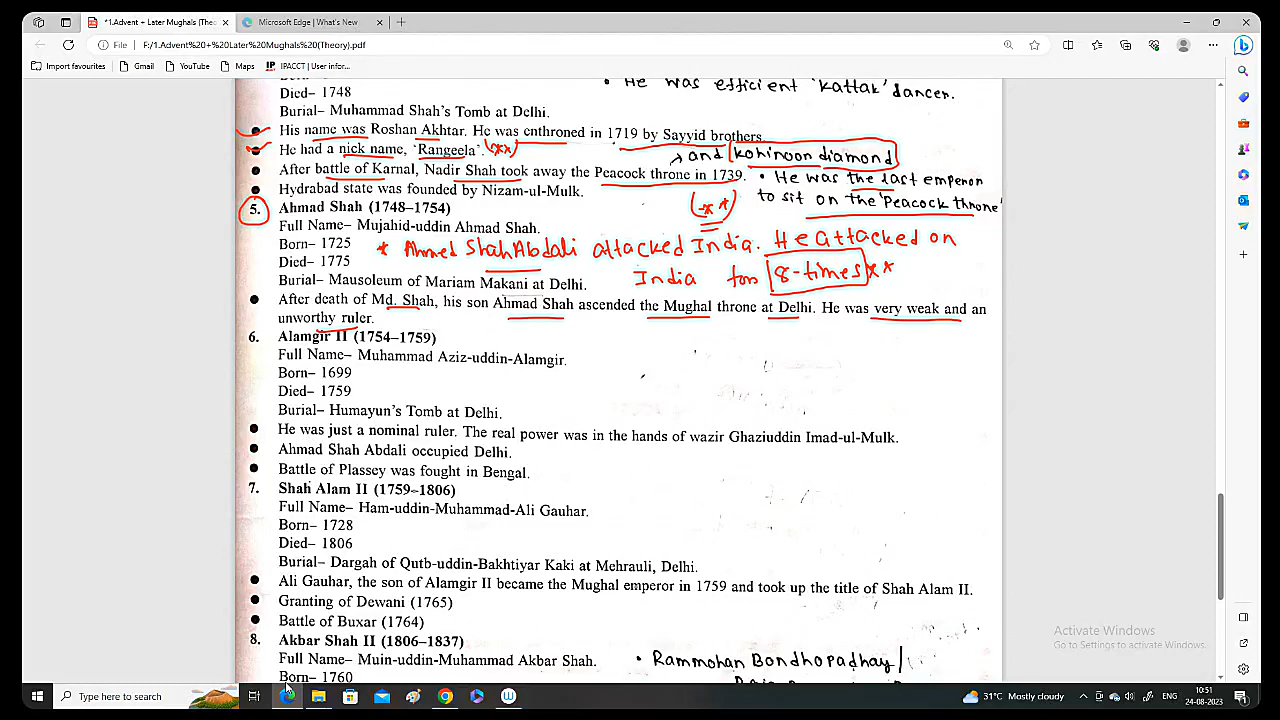 *1.Advent + Later Mughals (Theo
Microsoft Edge | What's New
File
F:/1.Advent%20+%20Later%20Mughals%20(Theory).pdf
Import favourites
Gmail
YouTube
Maps
IPACCT | User infor...
Died– 1748
• He was efficient 'kattak' dancer.
Burial– Muhammad Shah's Tomb at Delhi.
● His name was Roshan Akhtar. He was enthroned in 1719 by Sayyid brothers.
● He had a nick name, 'Rangeela'. (**)
→ and kohinoor diamond
● After battle of Karnal, Nadir Shah took away the Peacock throne in 1739.
• He was the last emperor
● Hydrabad state was founded by Nizam-ul-Mulk.
to sit on the 'Peacock throne'
(**)
5. Ahmad Shah (1748–1754)
Full Name– Mujahid-uddin Ahmad Shah.
Born– 1725
* Ahmed Shah Abdali attacked India. He attacked on
Died– 1775
India for 8-times**
Burial– Mausoleum of Mariam Makani at Delhi.
● After death of Md. Shah, his son Ahmad Shah ascended the Mughal throne at Delhi. He was very weak and an
unworthy ruler.
6. Alamgir II (1754–1759)
Full Name– Muhammad Aziz-uddin-Alamgir.
Born– 1699
Died– 1759
Burial– Humayun's Tomb at Delhi.
● He was just a nominal ruler. The real power was in the hands of wazir Ghaziuddin Imad-ul-Mulk.
● Ahmad Shah Abdali occupied Delhi.
● Battle of Plassey was fought in Bengal.
7. Shah Alam II (1759–1806)
Full Name– Ham-uddin-Muhammad-Ali Gauhar.
Born– 1728
Died– 1806
Burial– Dargah of Qutb-uddin-Bakhtiyar Kaki at Mehrauli, Delhi.
● Ali Gauhar, the son of Alamgir II became the Mughal emperor in 1759 and took up the title of Shah Alam II.
● Granting of Dewani (1765)
● Battle of Buxar (1764)
8. Akbar Shah II (1806–1837)
Full Name– Muin-uddin-Muhammad Akbar Shah.
• Rammohan Bondhopadhay/
Born– 1760
Activate Windows
Go to Settings to activate Windows.
Type here to search
31°C Mostly cloudy
ENG
10:51
24-08-2023